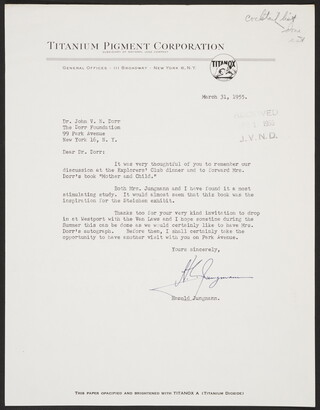 Cocktail list
TITANIUM PIGMENT CORPORATION
GENERAL OFFICES · 111 BROADWAY · NEW YORK 6, N.Y.
TITANOX
March 31, 1955.
RECEIVED
J.V.N.D.
Dr. John V. N. Dorr
The Dorr Foundation
99 Park Avenue
New York 16, N. Y.
Dear Dr. Dorr:
It was very thoughtful of you to remember our
discussion at the Explorers' Club dinner and to forward Mrs.
Dorr's book "Mother and Child."
Both Mrs. Jungmann and I have found it a most
stimulating study. It would almost seem that this book was the
inspiration for the Steichen exhibit.
Thanks too for your very kind invitation to drop
in at Westport with the Van Laws and I hope sometime during the
Summer this can be done as we would certainly like to have Mrs.
Dorr's autograph. Before then, I shall certainly take the
opportunity to have another visit with you on Park Avenue.
Yours sincerely,
Ronald Jungmann.
THIS PAPER OPACIFIED AND BRIGHTENED WITH TITANOX A (TITANIUM DIOXIDE)